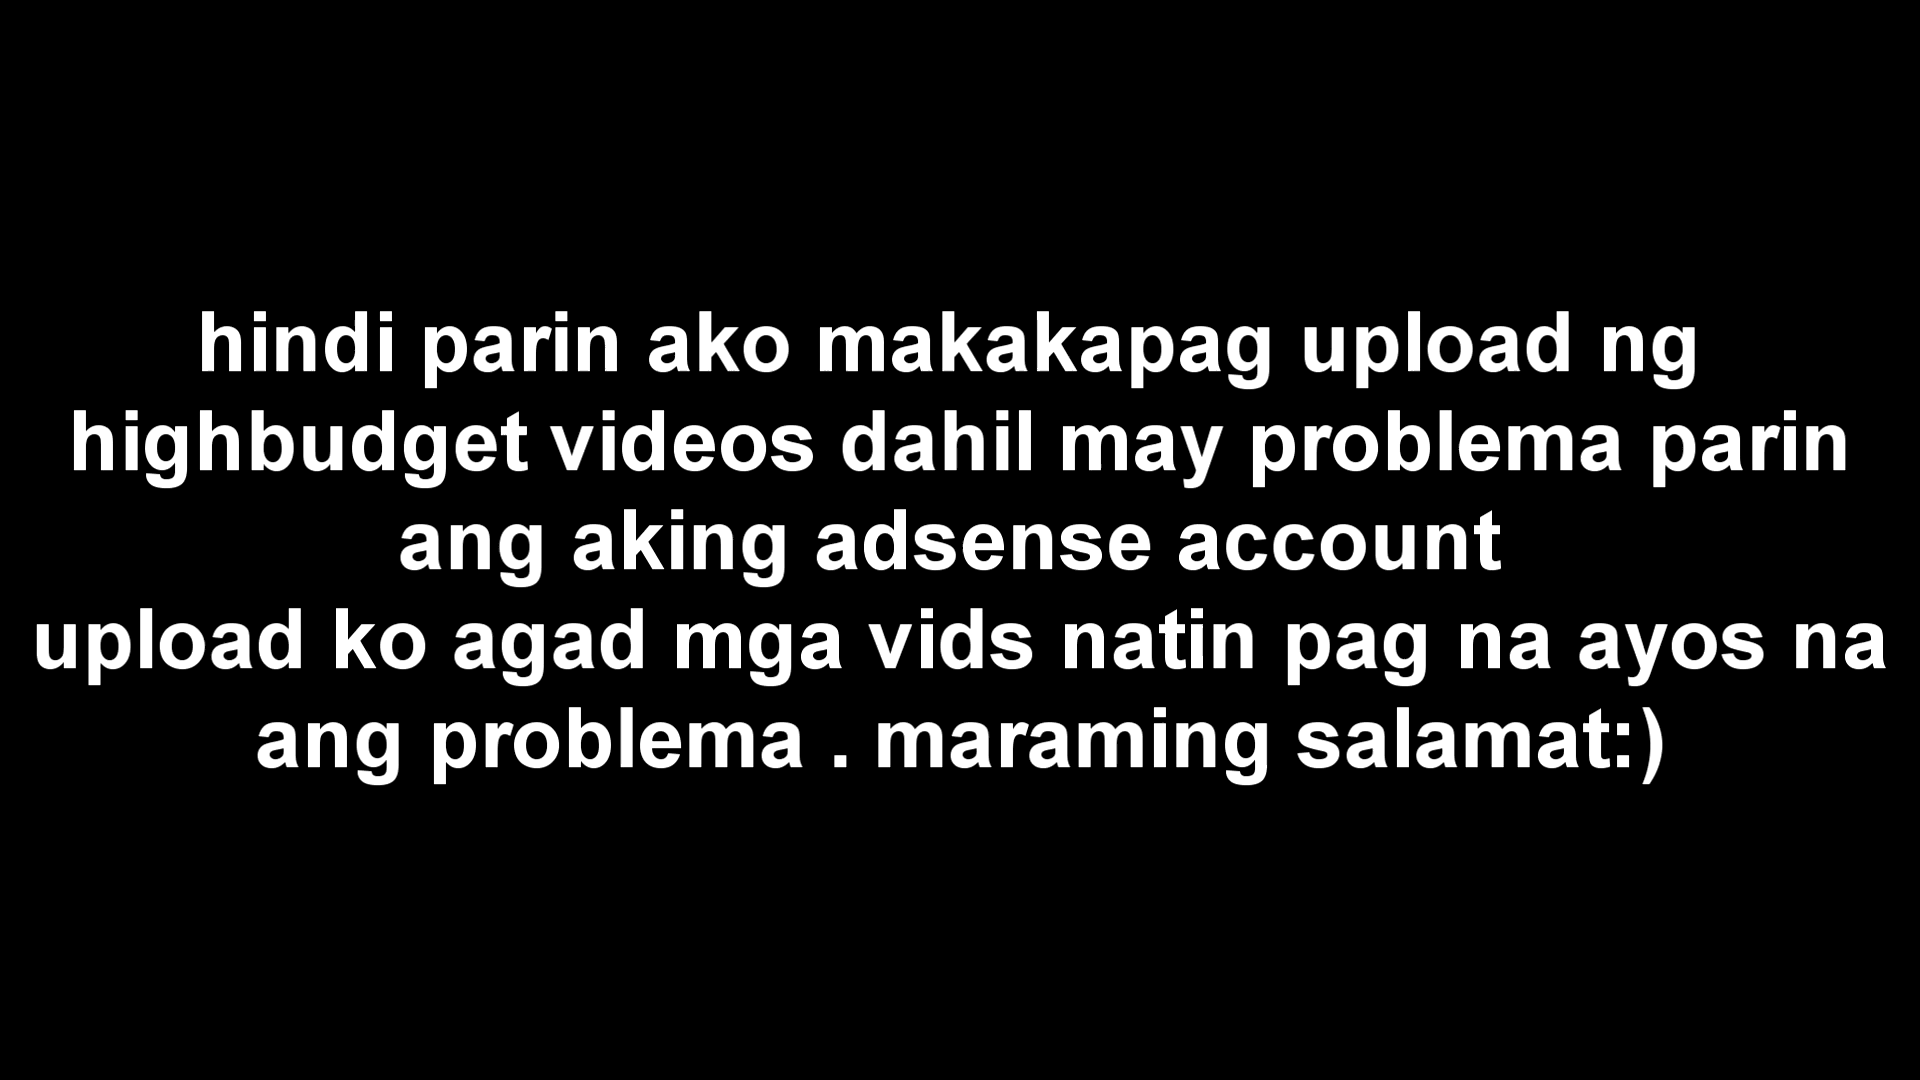 hindi parin ako makakapag upload ng
highbudget videos dahil may problema parin
ang aking adsense account
upload ko agad mga vids natin pag na ayos na
ang problema . maraming salamat:)